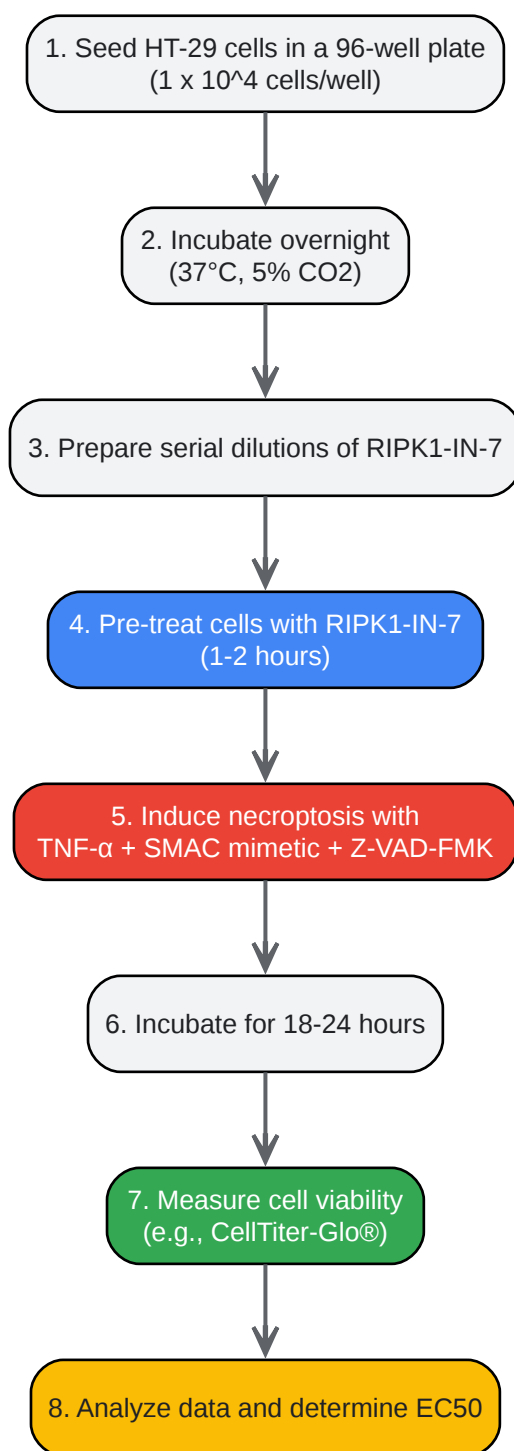 1. Seed HT-29 cells in a 96-well plate
(1 x 10^4 cells/well)
2. Incubate overnight
(37°C, 5% CO2)
3. Prepare serial dilutions of RIPK1-IN-7
4. Pre-treat cells with RIPK1-IN-7
(1-2 hours)
5. Induce necroptosis with
TNF-α + SMAC mimetic + Z-VAD-FMK
6. Incubate for 18-24 hours
7. Measure cell viability
(e.g., CellTiter-Glo®)
8. Analyze data and determine EC50